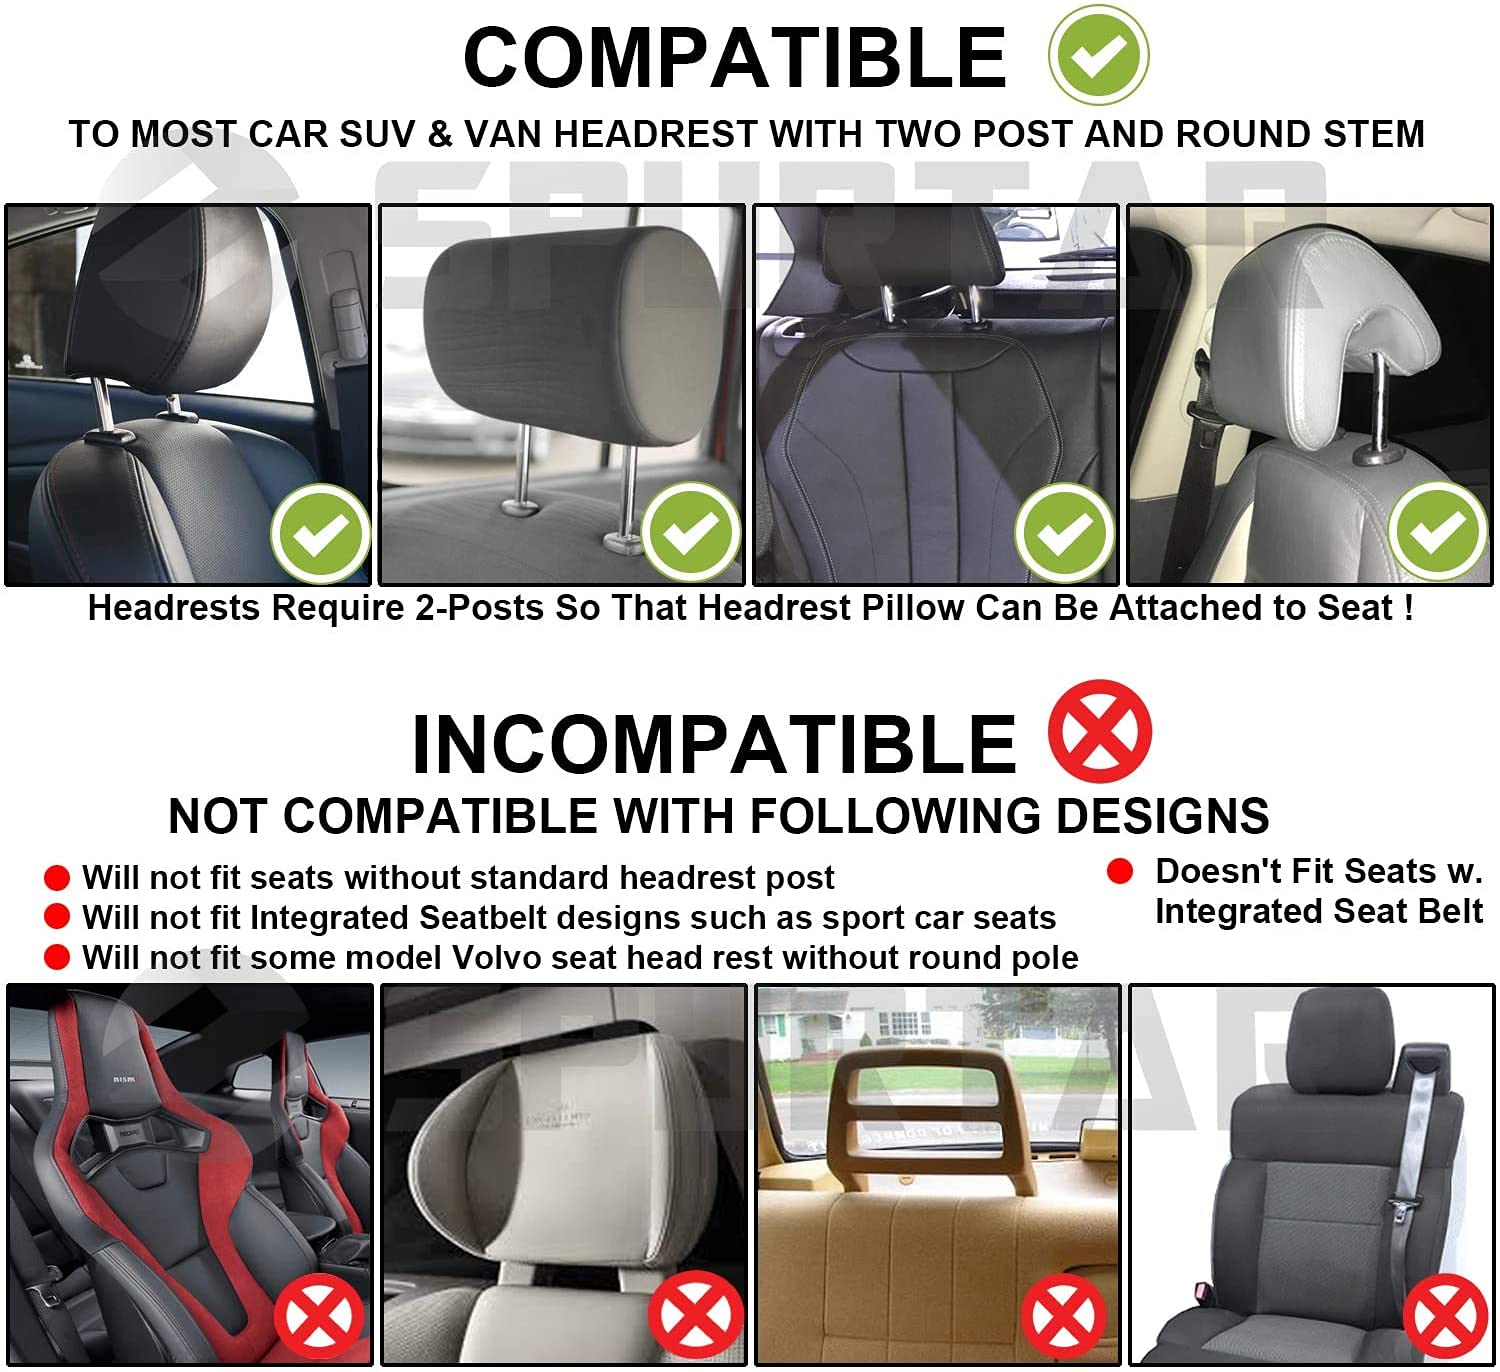 COMPATIBLE
TO MOST CAR SUV & VAN HEADREST WITH TWO POST AND ROUND STEM
SPURTAR
Headrests Require 2-Posts So That Headrest Pillow Can Be Attached to Seat !
INCOMPATIBLE
NOT COMPATIBLE WITH FOLLOWING DESIGNS
Will not fit seats without standard headrest post
Will not fit Integrated Seatbelt designs such as sport car seats
Will not fit some model Volvo seat head rest without round pole
Doesn't Fit Seats w.
Integrated Seat Belt
SPURTAR
nismo
RECARO